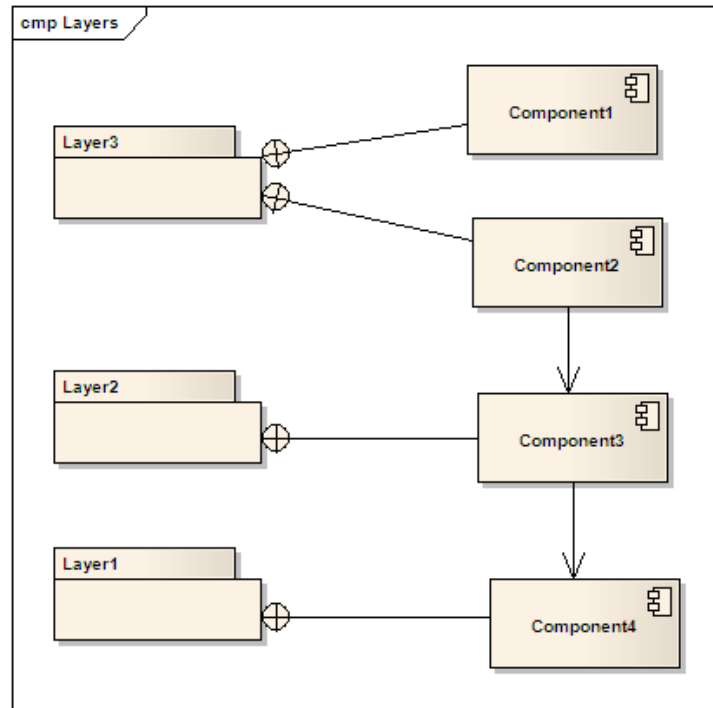 cmp Layers
Component1
Layer3
Component2
Layer2
Component3
Layer1
Component4